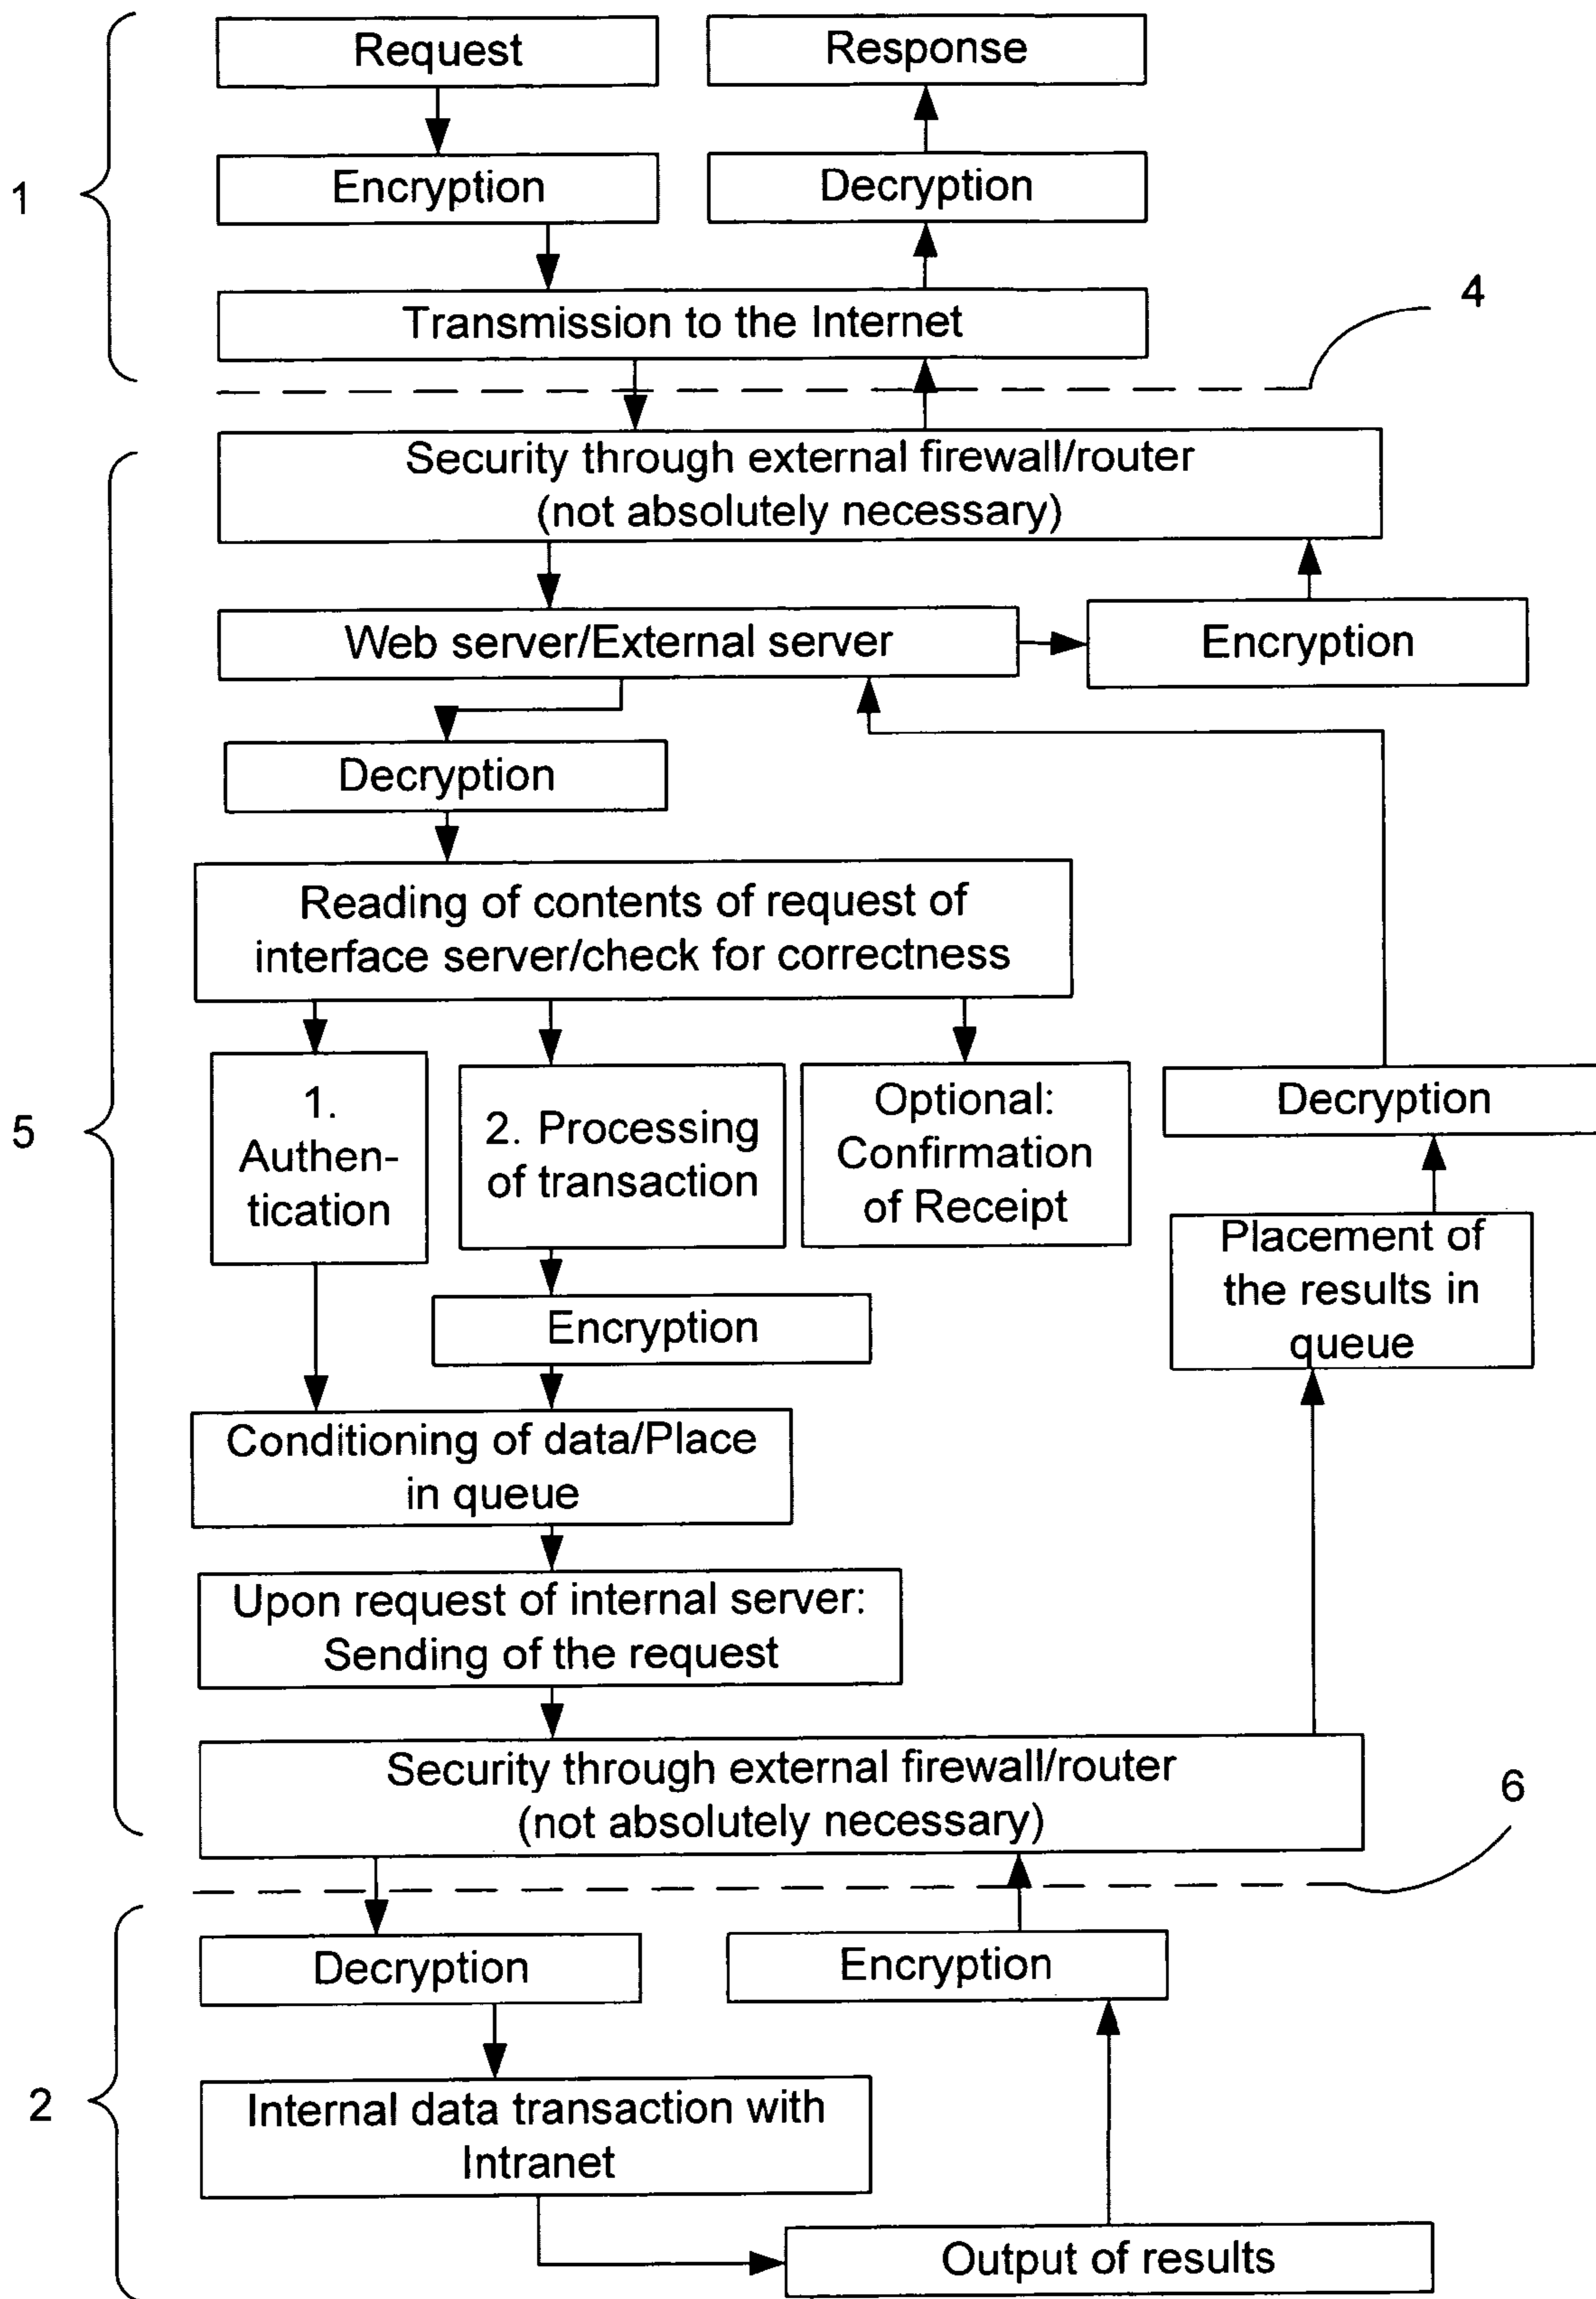 Request
Response
Encryption
Decryption
1
Transmission to the Internet
4
Security through external firewall/router
(not absolutely necessary)
Web server/External server
Encryption
Decryption
Reading of contents of request of
interface server/check for correctness
5
1.
Authen-
tication
2. Processing
of transaction
Optional:
Confirmation
of Receipt
Decryption
Placement of
the results in
queue
Encryption
Conditioning of data/Place
in queue
Upon request of internal server:
Sending of the request
Security through external firewall/router
(not absolutely necessary)
6
Decryption
Encryption
2
Internal data transaction with
Intranet
Output of results